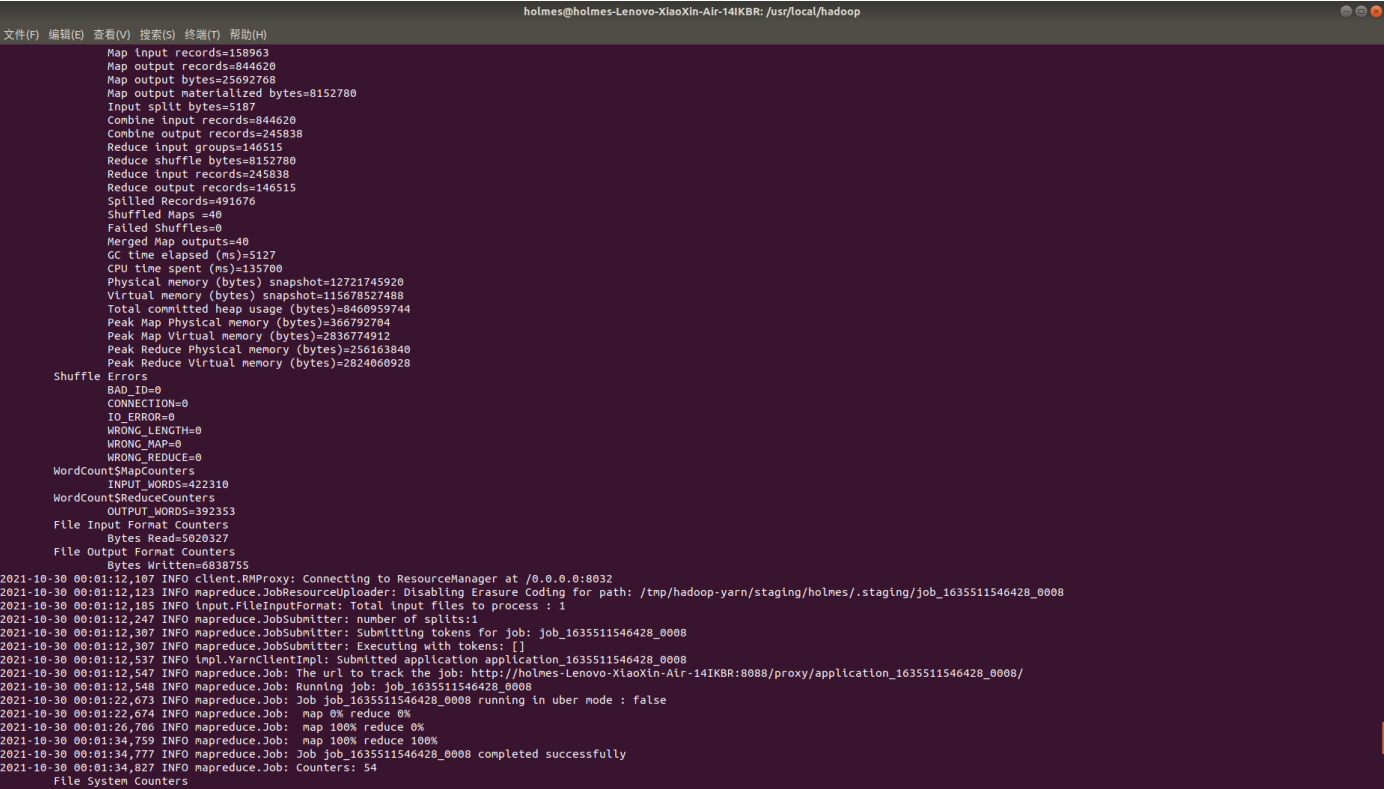 holmes@holmes-Lenovo-XiaoXin-Air-14IKBR: /usr/local/hadoop
文件(F) 编辑(E) 查看(V) 搜索(S) 终端(T) 帮助(H)
Map input records=158963
Map output records=844620
Map output bytes=25692768
Map output materialized bytes=8152780
Input split bytes=5187
Combine input records=844620
Combine output records=245838
Reduce input groups=146515
Reduce shuffle bytes=8152780
Reduce input records=245838
Reduce output records=146515
Spilled Records=491676
Shuffled Maps =40
Failed Shuffles=0
Merged Map outputs=40
GC time elapsed (ms)=5127
CPU time spent (ms)=135700
Physical memory (bytes) snapshot=12721745920
Virtual memory (bytes) snapshot=115678527488
Total committed heap usage (bytes)=8460959744
Peak Map Physical memory (bytes)=366792704
Peak Map Virtual memory (bytes)=2836774912
Peak Reduce Physical memory (bytes)=256163840
Peak Reduce Virtual memory (bytes)=2824060928
Shuffle Errors
BAD_ID=0
CONNECTION=0
IO_ERROR=0
WRONG_LENGTH=0
WRONG_MAP=0
WRONG_REDUCE=0
WordCount$MapCounters
INPUT_WORDS=422310
WordCount$ReduceCounters
OUTPUT_WORDS=392353
File Input Format Counters
Bytes Read=5020327
File Output Format Counters
Bytes Written=6838755
2021-10-30 00:01:12,107 INFO client.RMProxy: Connecting to ResourceManager at /0.0.0.0:8032
2021-10-30 00:01:12,123 INFO mapreduce.JobResourceUploader: Disabling Erasure Coding for path: /tmp/hadoop-yarn/staging/holmes/.staging/job_1635511546428_0008
2021-10-30 00:01:12,185 INFO input.FileInputFormat: Total input files to process : 1
2021-10-30 00:01:12,247 INFO mapreduce.JobSubmitter: number of splits:1
2021-10-30 00:01:12,307 INFO mapreduce.JobSubmitter: Submitting tokens for job: job_1635511546428_0008
2021-10-30 00:01:12,307 INFO mapreduce.JobSubmitter: Executing with tokens: []
2021-10-30 00:01:12,537 INFO impl.YarnClientImpl: Submitted application application_1635511546428_0008
2021-10-30 00:01:12,547 INFO mapreduce.Job: The url to track the job: http://holmes-Lenovo-XiaoXin-Air-14IKBR:8088/proxy/application_1635511546428_0008/
2021-10-30 00:01:12,548 INFO mapreduce.Job: Running job: job_1635511546428_0008
2021-10-30 00:01:22,673 INFO mapreduce.Job: Job job_1635511546428_0008 running in uber mode : false
2021-10-30 00:01:22,674 INFO mapreduce.Job:  map 0% reduce 0%
2021-10-30 00:01:26,706 INFO mapreduce.Job:  map 100% reduce 0%
2021-10-30 00:01:34,759 INFO mapreduce.Job:  map 100% reduce 100%
2021-10-30 00:01:34,777 INFO mapreduce.Job: Job job_1635511546428_0008 completed successfully
2021-10-30 00:01:34,827 INFO mapreduce.Job: Counters: 54
File System Counters